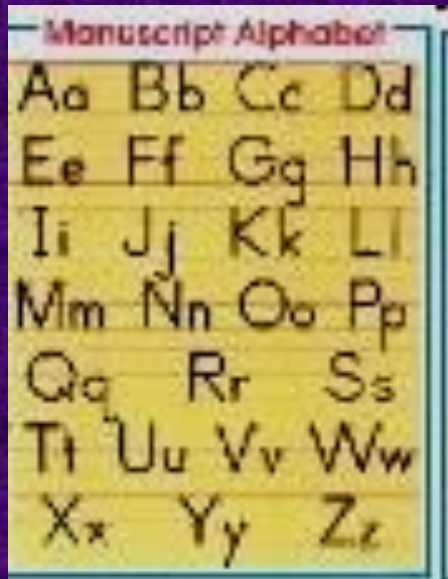 Manuscript Alphabet
Aa Bb Cc Dd
Ee Ff Gg Hh
Ii Jj Kk Ll
Mm Nn Oo Pp
Qq Rr Ss
Tt Uu Vv Ww
Xx Yy Zz